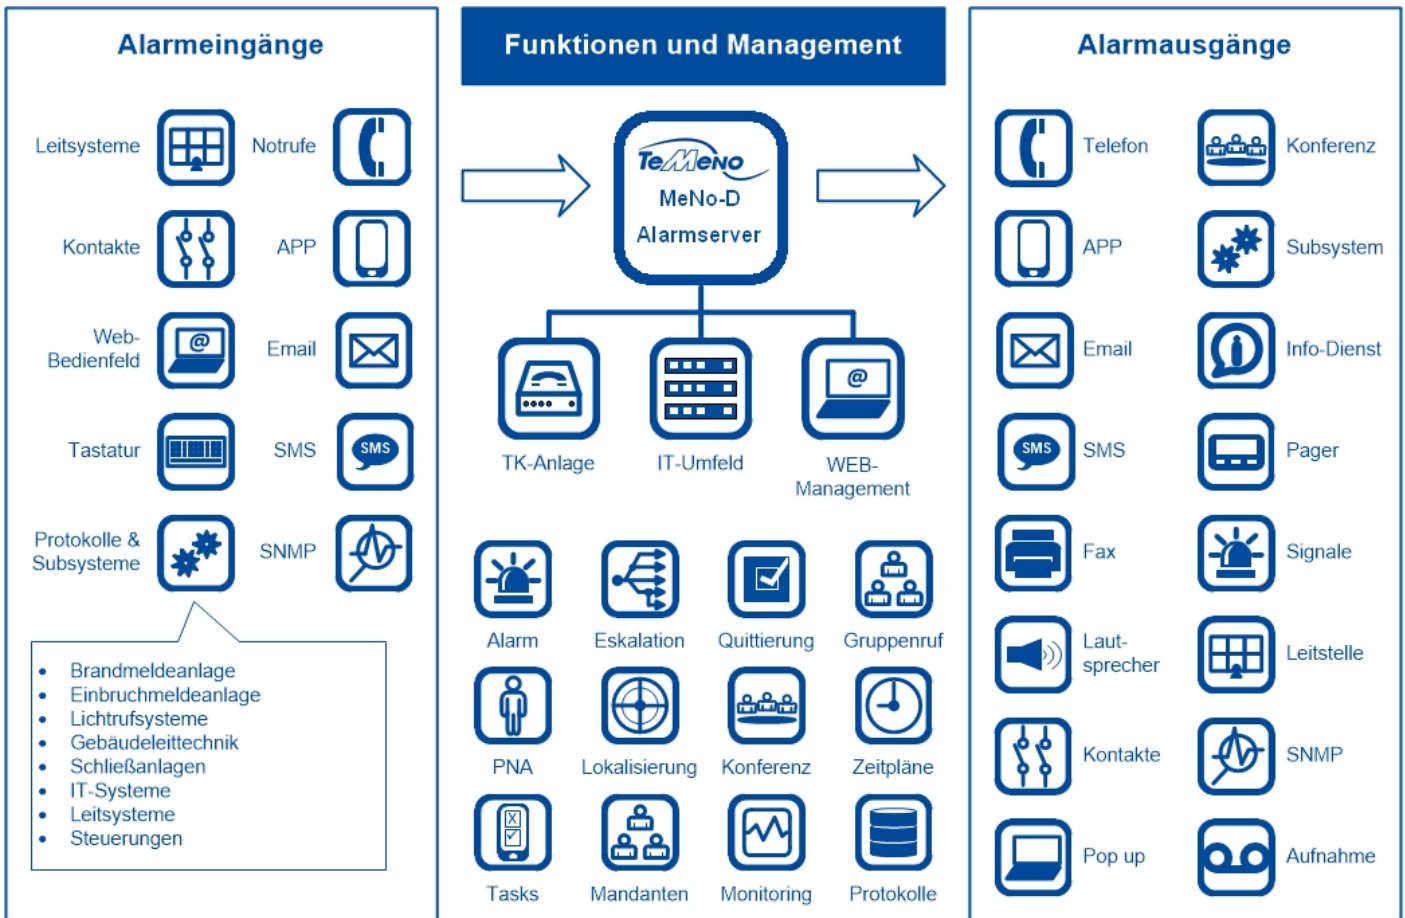 Alarmeingänge
Leitsysteme
Notrufe
Kontakte
APP
Web-
Bedienfeld
@
Email
Tastatur
SMS
SMS
Protokolle &
Subsysteme
SNMP
• Brandmeldeanlage
• Einbruchmeldeanlage
• Lichtrufsysteme
• Gebäudeleittechnik
• Schließanlagen
• IT-Systeme
• Leitsysteme
• Steuerungen
Funktionen und Management
TeMeNo
MeNo-D
Alarmserver
@
TK-Anlage
IT-Umfeld
WEB-
Management
Alarm
Eskalation
Quittierung
Gruppenruf
PNA
Lokalisierung
Konferenz
Zeitpläne
X
Tasks
Mandanten
Monitoring
Protokolle
Alarmausgänge
Telefon
Konferenz
APP
Subsystem
Email
Info-Dienst
SMS
SMS
Pager
Fax
Signale
Laut-
sprecher
Leitstelle
Kontakte
SNMP
Pop up
Aufnahme